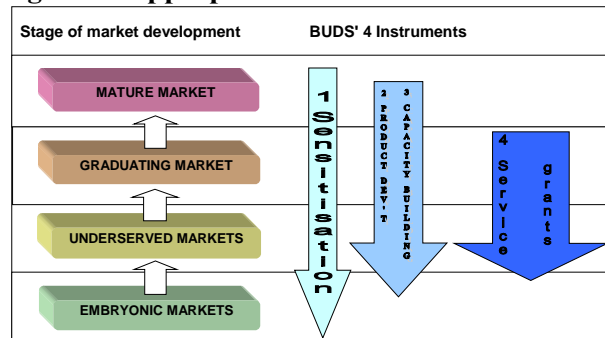 Stage of market development BUDS' 4 Instruments
MATURE MARKET
GRADUATING MARKET
UNDERSERVED MARKETS
EMBRYONIC MARKETS
1 Sensitisation
2 PRODUCT DEV'T
3 CAPACITY BUILDING
4 Service
grants